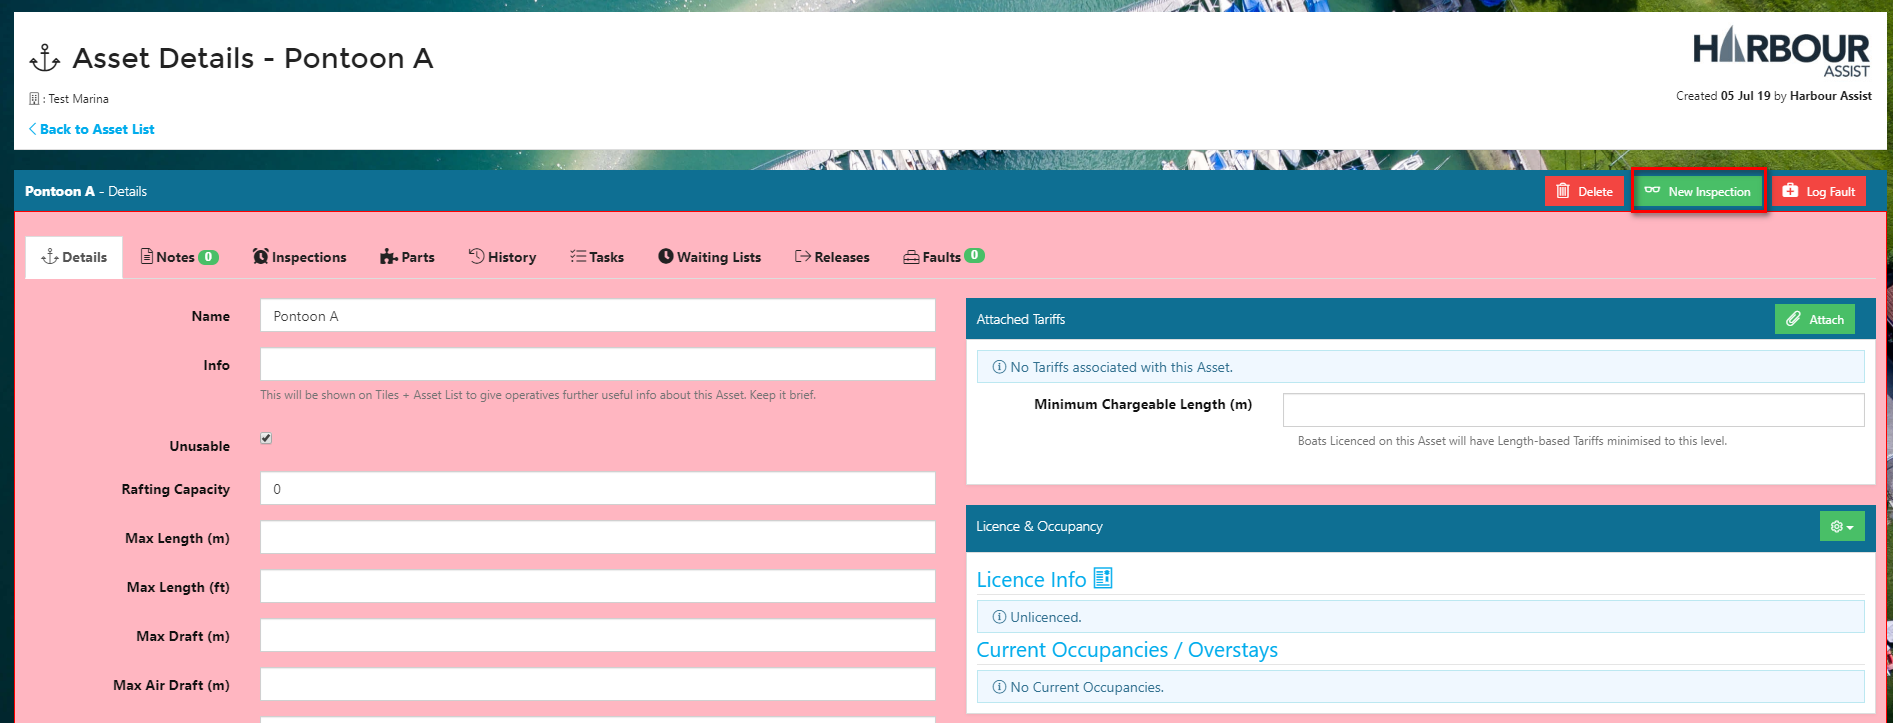 Asset Details - Pontoon A
HARBOUR
ASSIST
: Test Marina
Created 05 Jul 19 by Harbour Assist
Back to Asset List
Pontoon A - Details
Delete
New Inspection
Log Fault
Details
Notes 0
Inspections
Parts
History
Tasks
Waiting Lists
Releases
Faults 0
Name
Pontoon A
Info
This will be shown on Tiles + Asset List to give operatives further useful info about this Asset. Keep it brief.
Unusable
Rafting Capacity
0
Max Length (m)
Max Length (ft)
Max Draft (m)
Max Air Draft (m)
Attached Tariffs
Attach
No Tariffs associated with this Asset.
Minimum Chargeable Length (m)
Boats Licenced on this Asset will have Length-based Tariffs minimised to this level.
Licence & Occupancy
Licence Info
Unlicenced.
Current Occupancies / Overstays
No Current Occupancies.